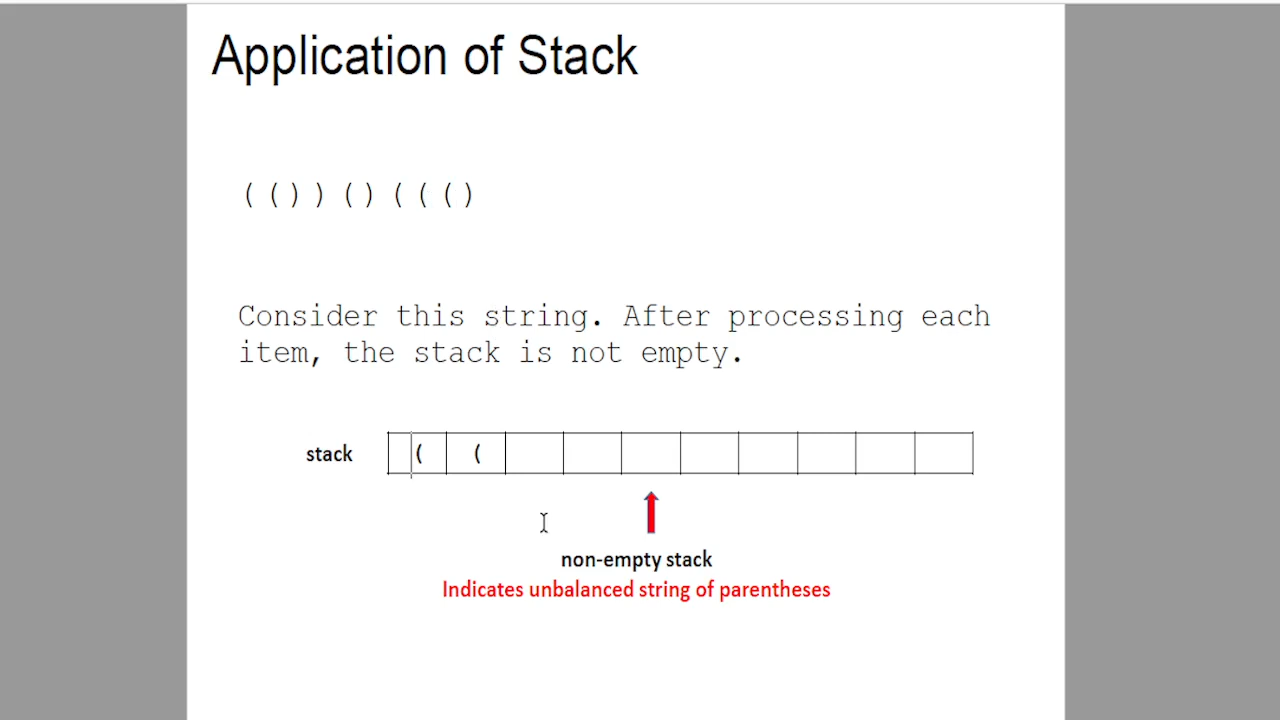 Application of Stack
( ( ) ) ( ) ( ( ( )
Consider this string. After processing each
item, the stack is not empty.
stack ( (
non-empty stack
Indicates unbalanced string of parentheses